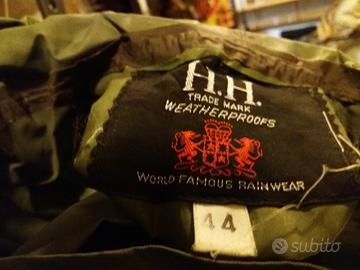 H.H.
TRADE MARK
WEATHERPROOFS
WORLD FAMOUS RAINWEAR
44
subito